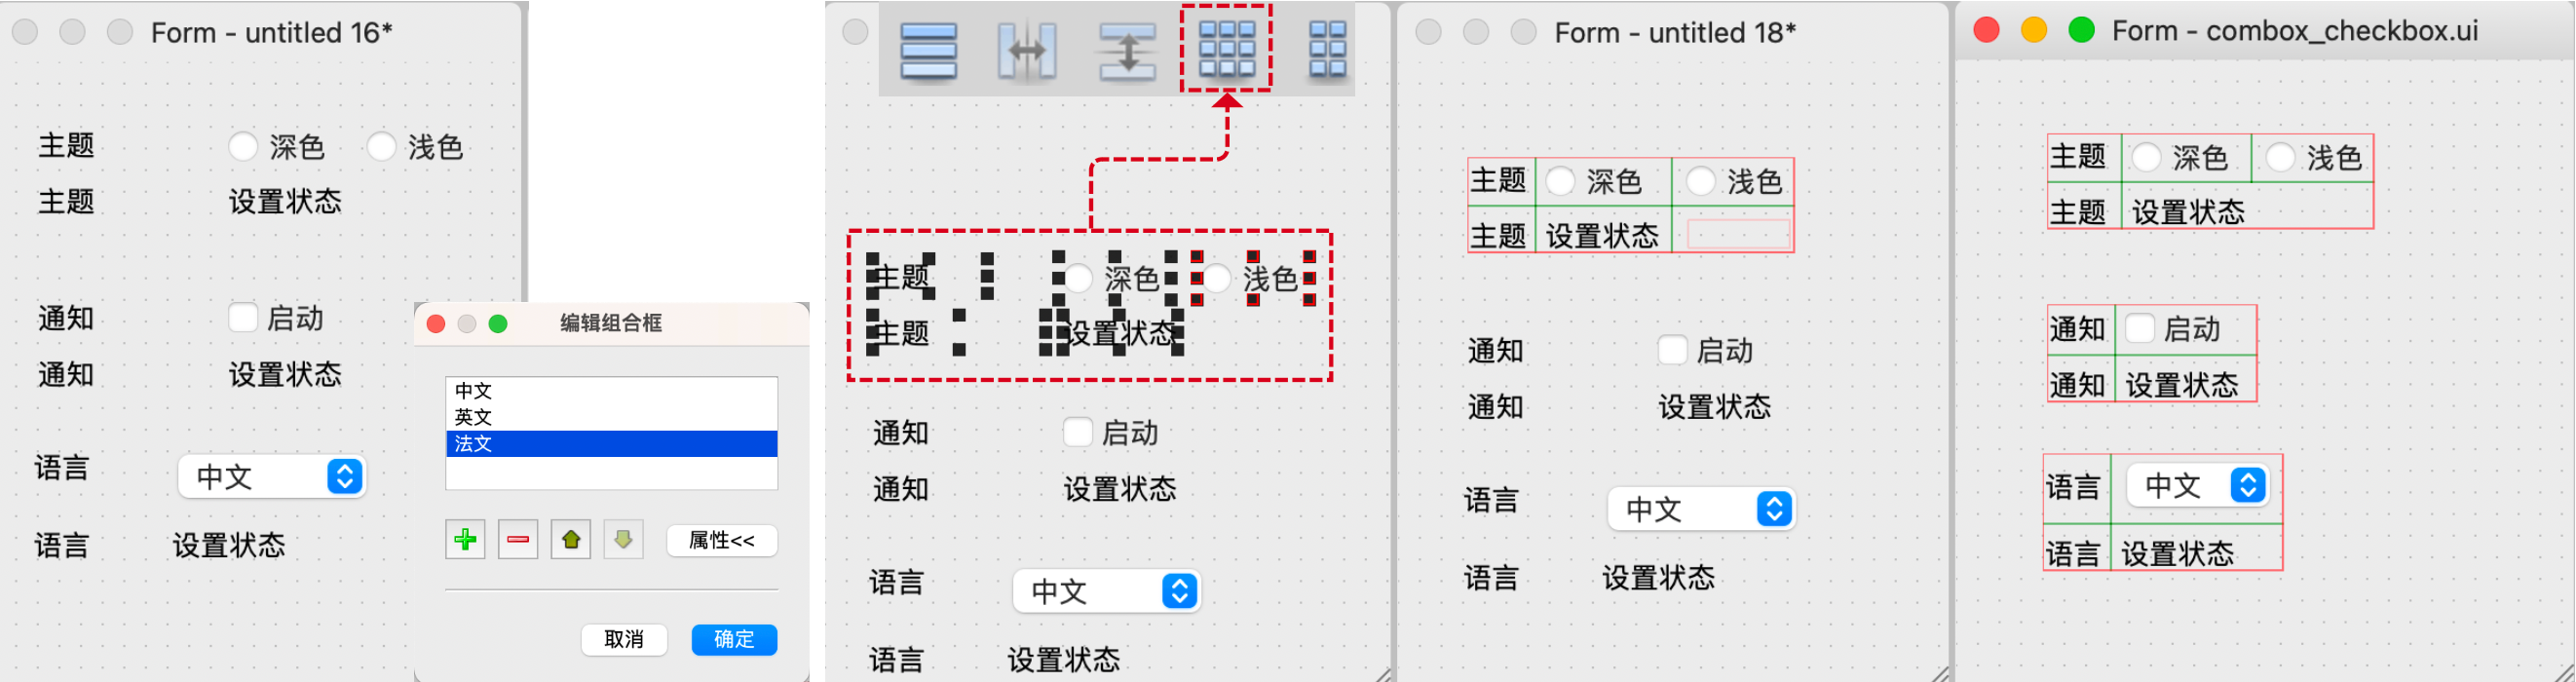 Form - untitled 16*
主题 深色 浅色
主题 设置状态
通知 启动
通知 设置状态
语言 中文
语言 设置状态
编辑组合框
中文
英文
法文
属性<<
取消 确定
主题 深色 浅色
主题 设置状态
通知 启动
通知 设置状态
语言 中文
语言 设置状态
Form - untitled 18*
主题 深色 浅色
主题 设置状态
通知 启动
通知 设置状态
语言 中文
语言 设置状态
Form - combox_checkbox.ui
主题 深色 浅色
主题 设置状态
通知 启动
通知 设置状态
语言 中文
语言 设置状态